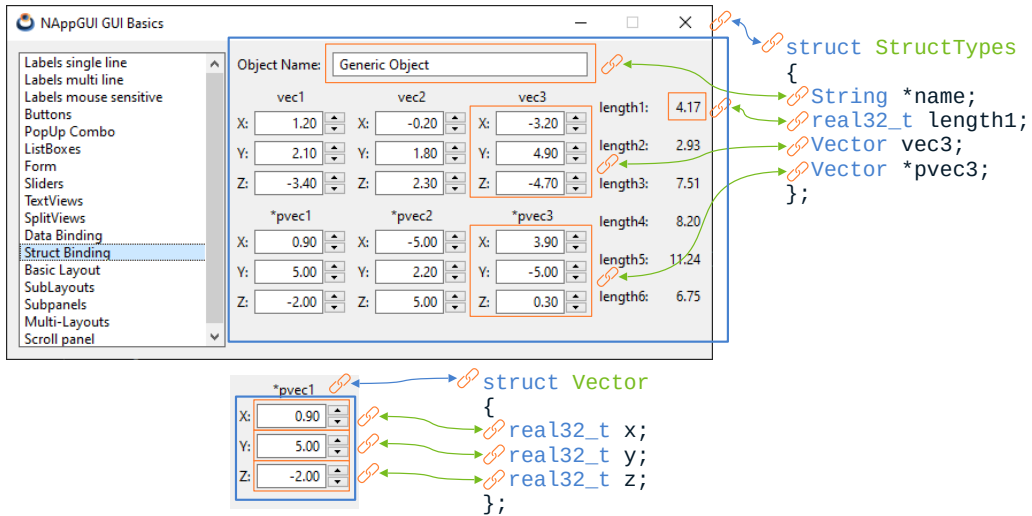 NAppGUI GUI Basics
Labels single line
Labels multi line
Labels mouse sensitive
Buttons
PopUp Combo
ListBoxes
Form
Sliders
TextViews
SplitViews
Data Binding
Struct Binding
Basic Layout
SubLayouts
Subpanels
Multi-Layouts
Scroll panel
Object Name: Generic Object
vec1 vec2 vec3
X: 1.20 X: -0.20 X: -3.20
Y: 2.10 Y: 1.80 Y: 4.90
Z: -3.40 Z: 2.30 Z: -4.70
*pvec1 *pvec2 *pvec3
X: 0.90 X: -5.00 X: 3.90
Y: 5.00 Y: 2.20 Y: -5.00
Z: -2.00 Z: 5.00 Z: 0.30
length1: 4.17
length2: 2.93
length3: 7.51
length4: 8.20
length5: 11.24
length6: 6.75
struct StructTypes
{
String *name;
real32_t length1;
Vector vec3;
Vector *pvec3;
};
*pvec1
X: 0.90
Y: 5.00
Z: -2.00
struct Vector
{
real32_t x;
real32_t y;
real32_t z;
};